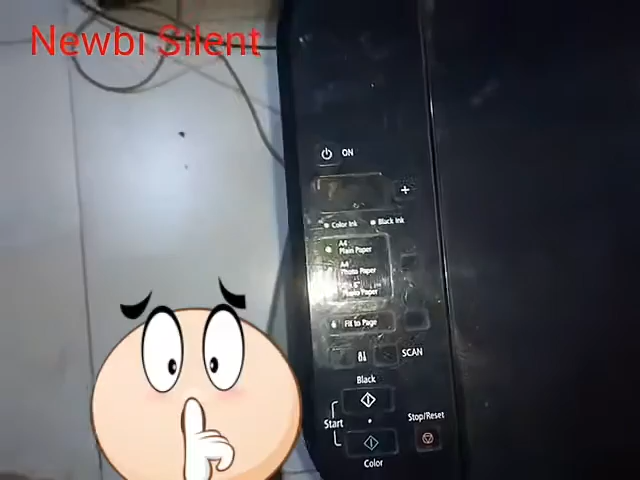 Newbi Silent
ON
+
Color Ink Black Ink
A4
Plain Paper
A4
Photo Paper
Photo Paper
Fit to Page
SCAN
Black
Start
Stop/Reset
Color